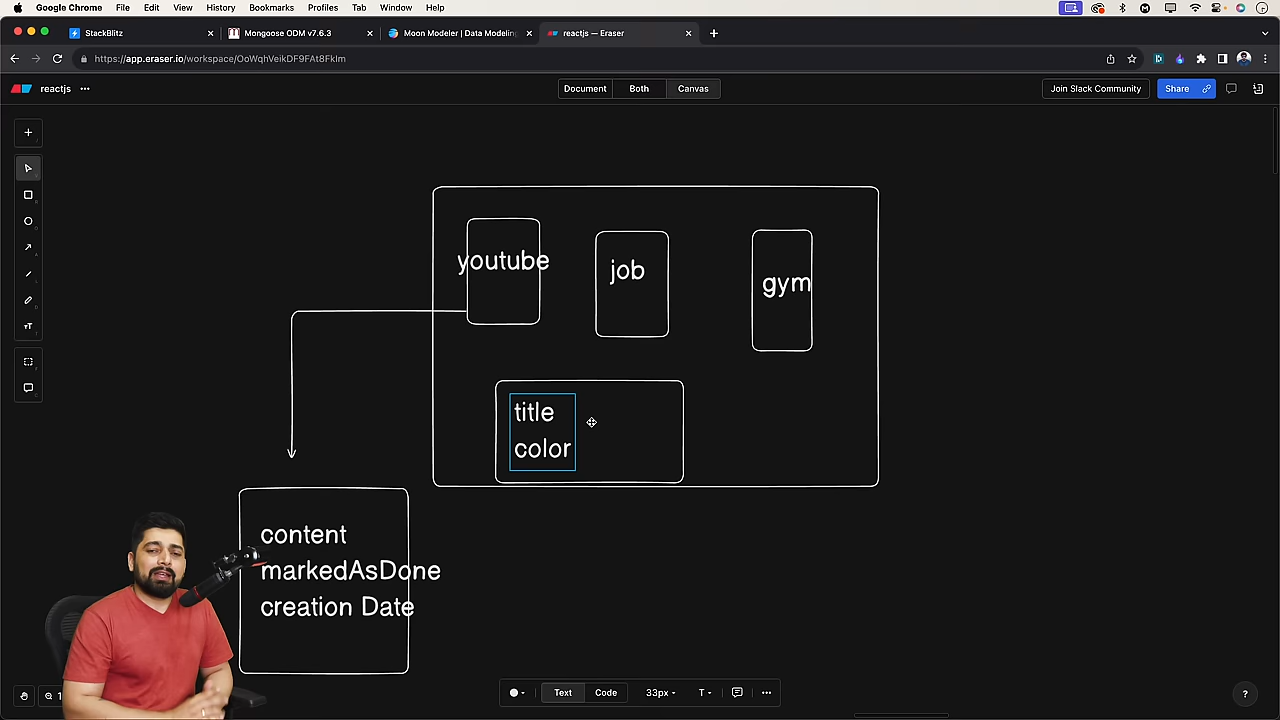 Google Chrome File Edit View History Bookmarks Profiles Tab Window Help
StackBlitz Mongoose ODM v7.6.3 Moon Modeler | Data Modeling reactjs — Eraser
https://app.eraser.io/workspace/OoWqhVeikDF9FAt8FkIm
reactjs Document Both Canvas Join Slack Community Share
youtube
job
gym
title
color
content
markedAsDone
creation Date
Text Code 33px T
?